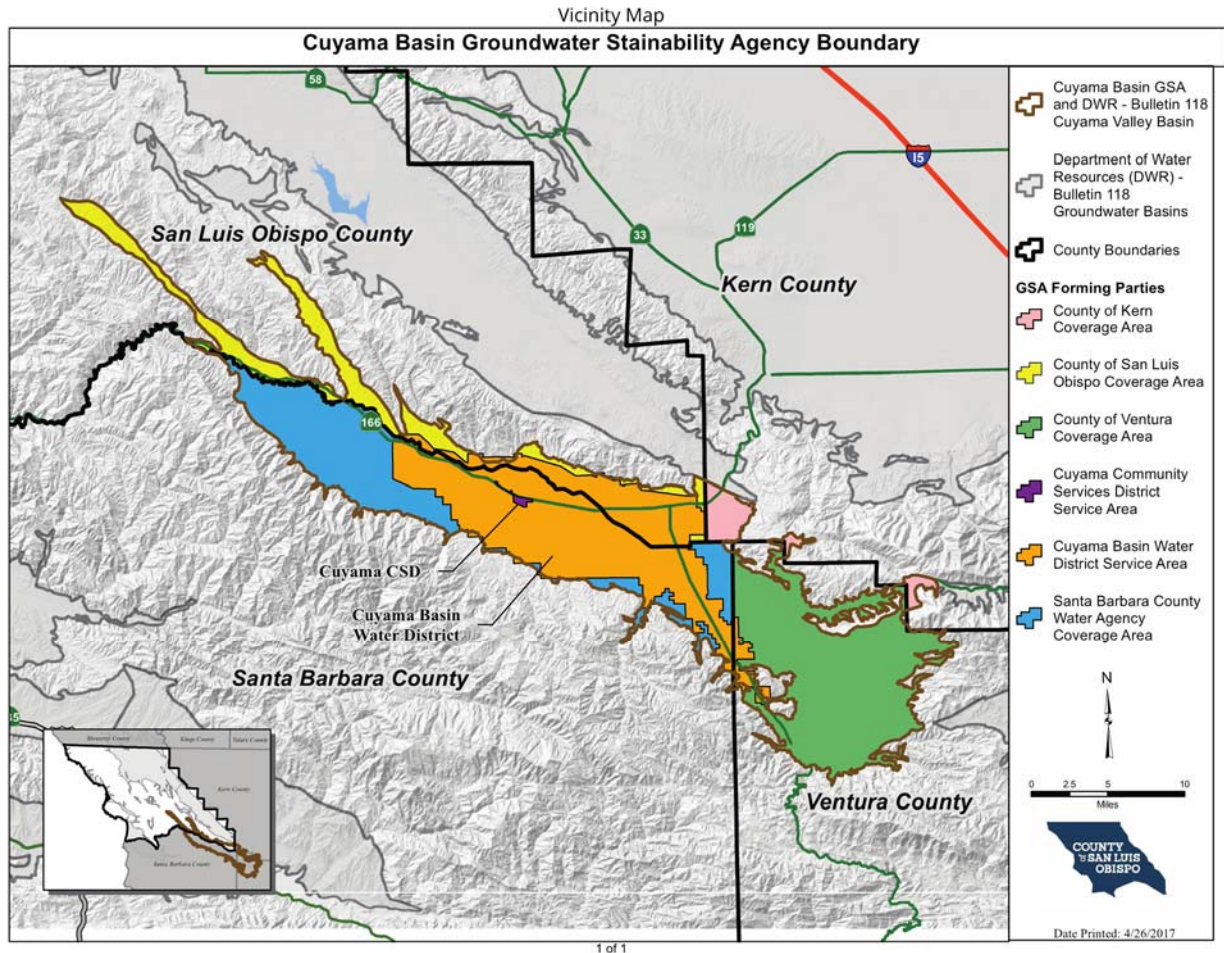 Vicinity Map
Cuyama Basin Groundwater Stainability Agency Boundary
58
I5
119
33
San Luis Obispo County
Kern County
166
Cuyama CSD
Cuyama Basin
Water District
Santa Barbara County
Ventura County
Monterey County
Kings County
Tulare County
Kern County
Santa Barbara County
Cuyama Basin GSA
and DWR - Bulletin 118
Cuyama Valley Basin
Department of Water
Resources (DWR) -
Bulletin 118
Groundwater Basins
County Boundaries
GSA Forming Parties
County of Kern
Coverage Area
County of San Luis
Obispo Coverage Area
County of Ventura
Coverage Area
Cuyama Community
Services District
Service Area
Cuyama Basin Water
District Service Area
Santa Barbara County
Water Agency
Coverage Area
N
0 2.5 5 10
Miles
COUNTY
OF SAN LUIS
OBISPO
Date Printed: 4/26/2017
1 of 1